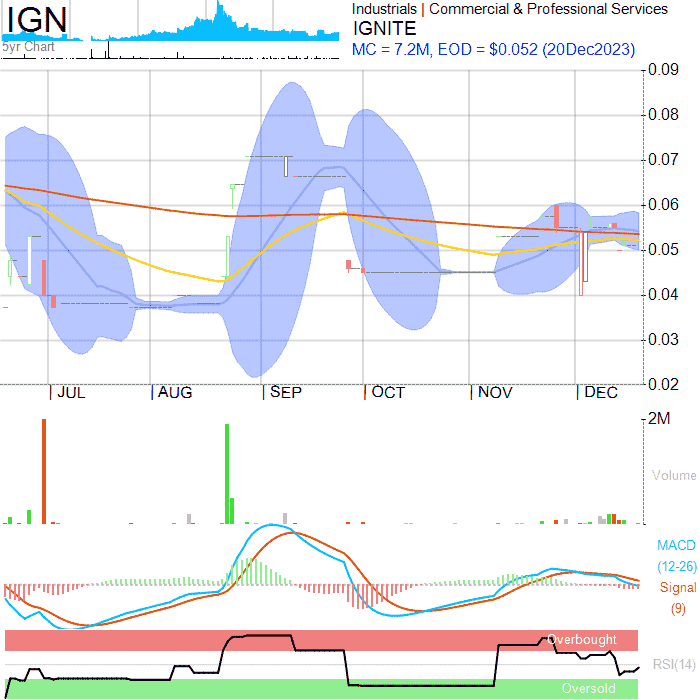 IGN
5yr Chart
Industrials | Commercial & Professional Services
IGNITE
MC = 7.2M, EOD = $0.052 (20Dec2023)
0.09
0.08
0.07
0.06
0.05
0.04
0.03
0.02
JUL
AUG
SEP
OCT
NOV
DEC
2M
Volume
MACD
(12-26)
Signal
(9)
Overbought
RSI(14)
Oversold